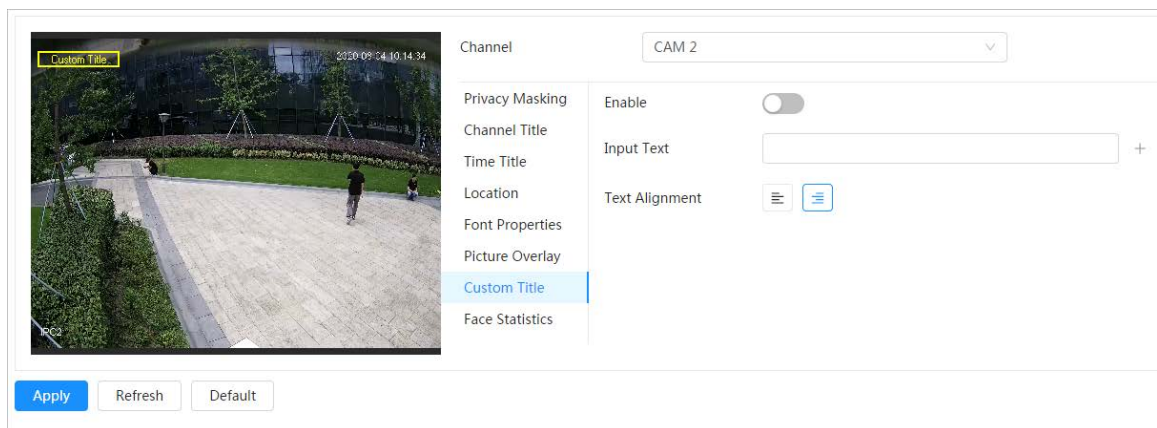 Custom Title
2020-09-04 10:14:34
IPC2
Channel
CAM 2
Privacy Masking
Channel Title
Time Title
Location
Font Properties
Picture Overlay
Custom Title
Face Statistics
Enable
Input Text
+
Text Alignment
Apply
Refresh
Default